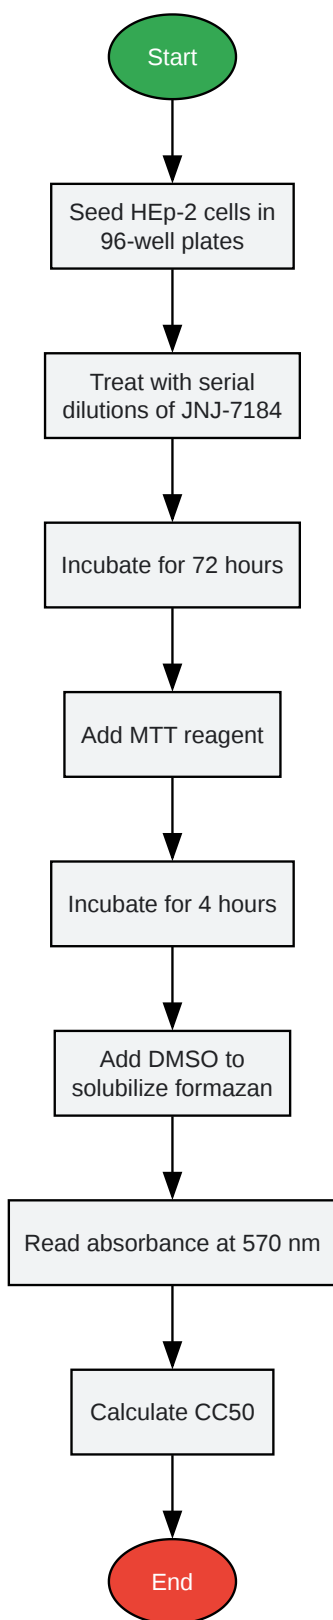 Start
Seed HEp-2 cells in
96-well plates
Treat with serial
dilutions of JNJ-7184
Incubate for 72 hours
Add MTT reagent
Incubate for 4 hours
Add DMSO to
solubilize formazan
Read absorbance at 570 nm
Calculate CC50
End